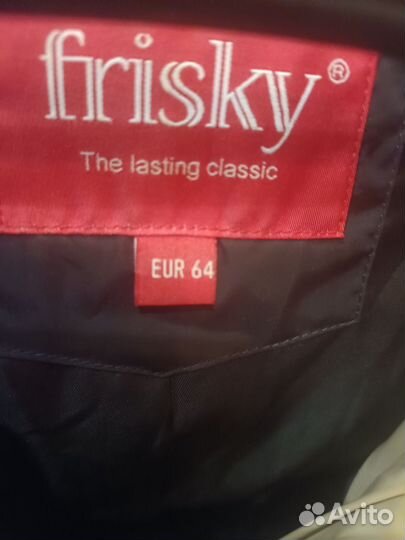 frisky®
The lasting classic
EUR 64
Avito